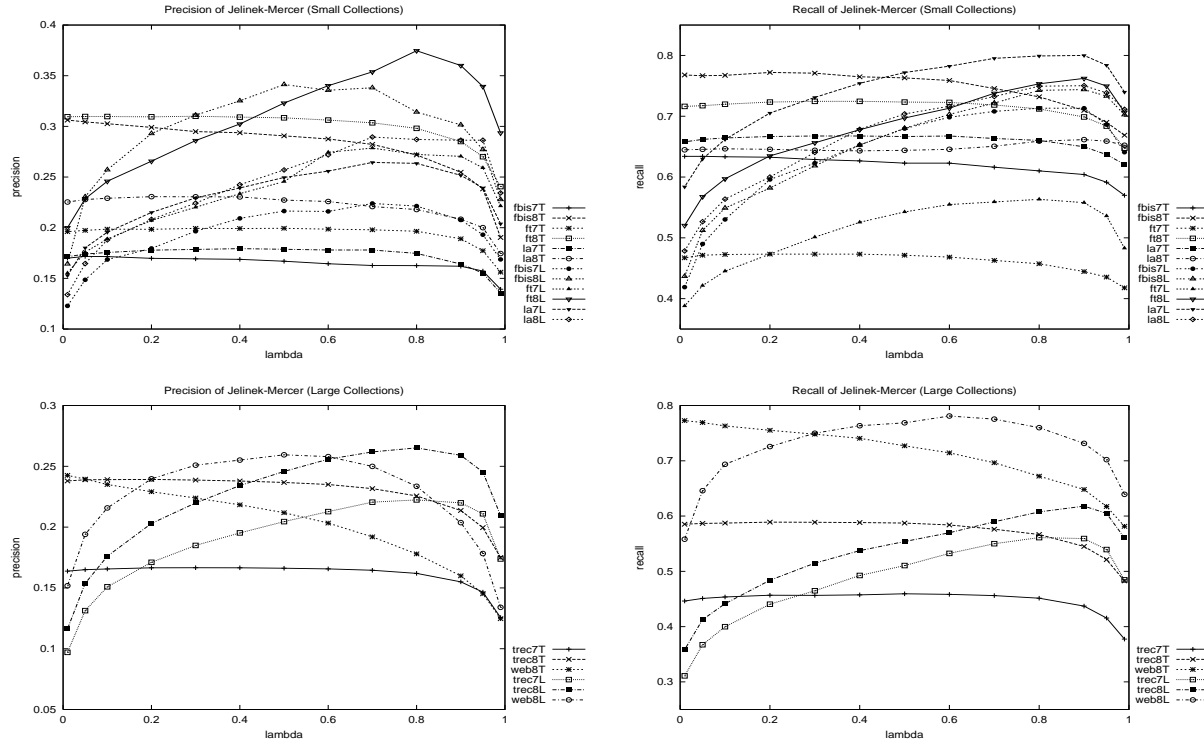 Precision of Jelinek-Mercer (Small Collections)
0.4
0.35
0.3
0.25
0.2
0.15
0.1
precision
0 0.2 0.4 0.6 0.8 1
lambda
fbis7T
fbis8T
ft7T
ft8T
la7T
la8T
fbis7L
fbis8L
ft7L
ft8L
la7L
la8L
Recall of Jelinek-Mercer (Small Collections)
0.8
0.7
0.6
0.5
0.4
recall
0 0.2 0.4 0.6 0.8 1
lambda
fbis7T
fbis8T
ft7T
ft8T
la7T
la8T
fbis7L
fbis8L
ft7L
ft8L
la7L
la8L
Precision of Jelinek-Mercer (Large Collections)
0.3
0.25
0.2
0.15
0.1
0.05
precision
0 0.2 0.4 0.6 0.8 1
lambda
trec7T
trec8T
web8T
trec7L
trec8L
web8L
Recall of Jelinek-Mercer (Large Collections)
0.8
0.7
0.6
0.5
0.4
0.3
recall
0 0.2 0.4 0.6 0.8 1
lambda
trec7T
trec8T
web8T
trec7L
trec8L
web8L